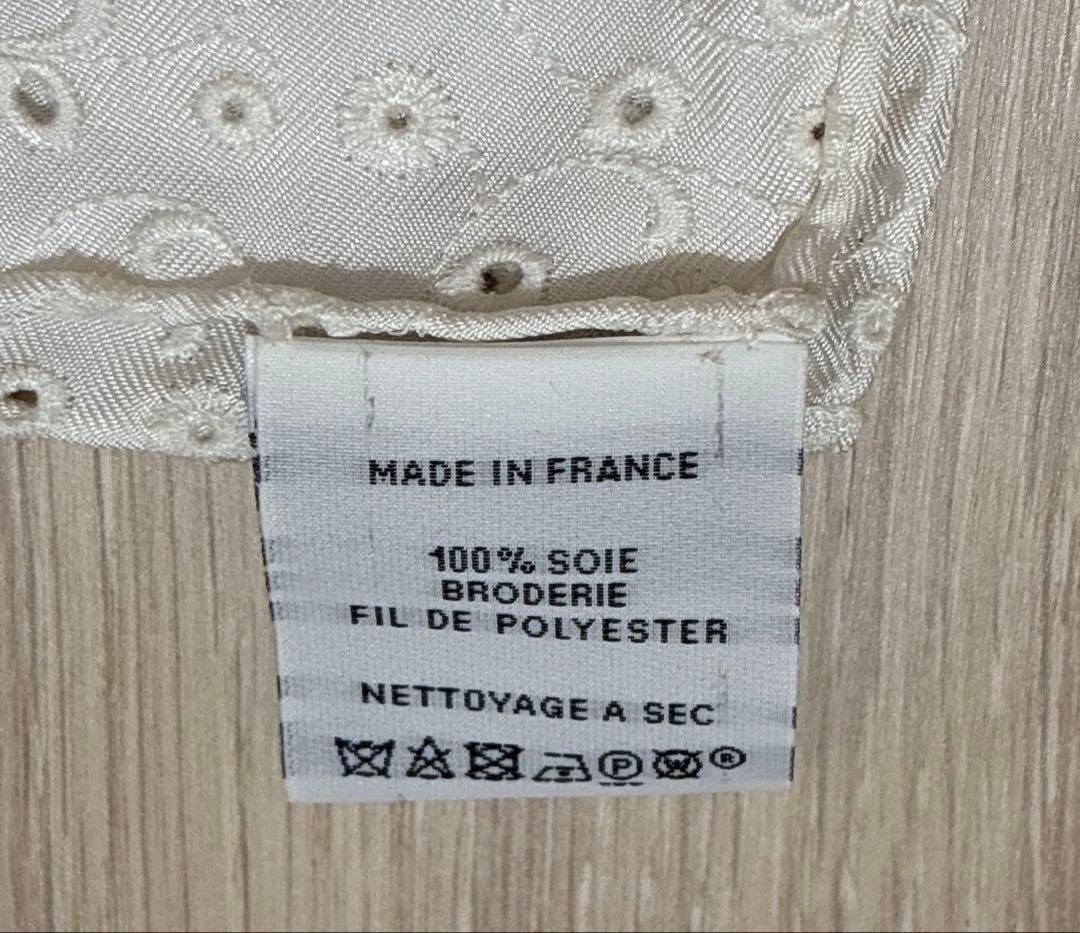 MADE IN FRANCE
100% SOIE
BRODERIE
FIL DE POLYESTER
NETTOYAGE A SEC
P W ®